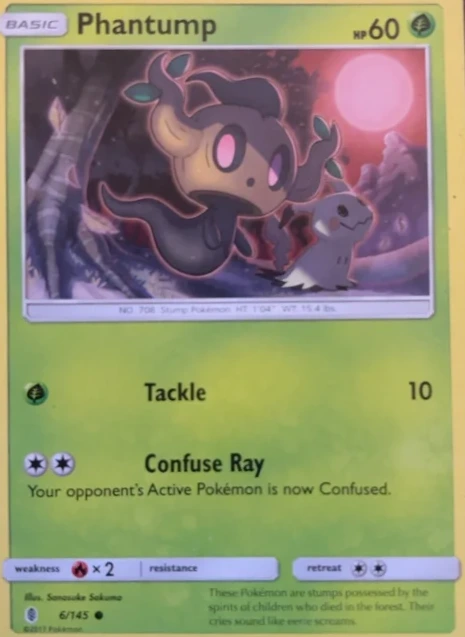 BASIC Phantump HP 60
NO. 708 Stump Pokémon HT: 1'04" WT: 15.4 lbs.
Tackle 10
Confuse Ray
Your opponent's Active Pokémon is now Confused.
weakness ×2 resistance retreat
Illus. Sanosuke Sakuma
6/145
©2017 Pokémon
These Pokémon are stumps possessed by the
spirits of children who died in the forest. Their
cries sound like eerie screams.